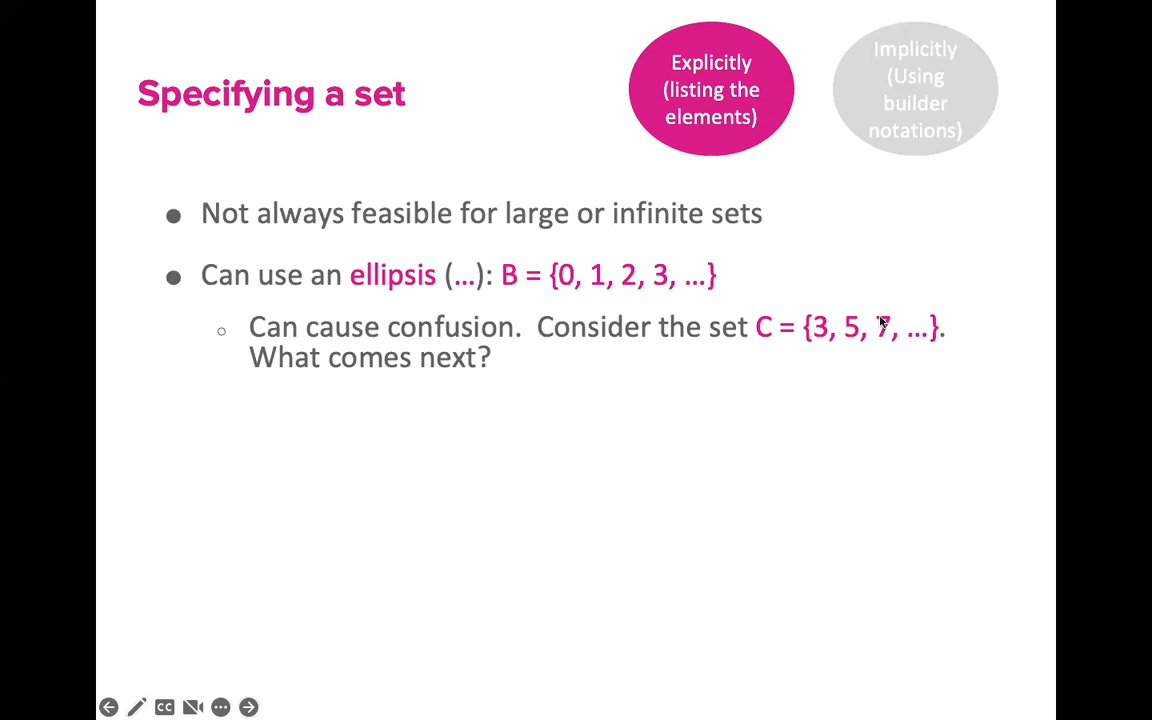 Specifying a set
Explicitly
(listing the
elements)
Implicitly
(Using
builder
notations)
● Not always feasible for large or infinite sets
● Can use an ellipsis (…): B = {0, 1, 2, 3, …}
○ Can cause confusion. Consider the set C = {3, 5, 7, …}.
What comes next?
CC